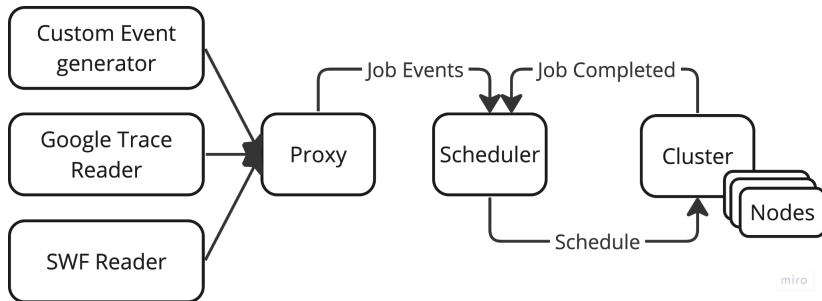 Custom Event
generator
Google Trace
Reader
SWF Reader
Proxy
Job Events
Scheduler
Job Completed
Cluster
Nodes
Schedule
miro